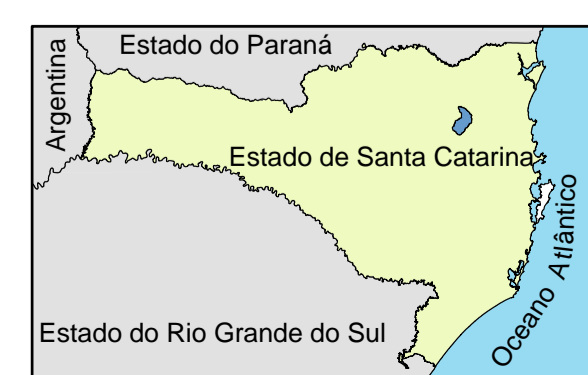 Estado do Paraná
Argentina
Estado de Santa Catarina
Oceano Atlântico
Estado do Rio Grande do Sul